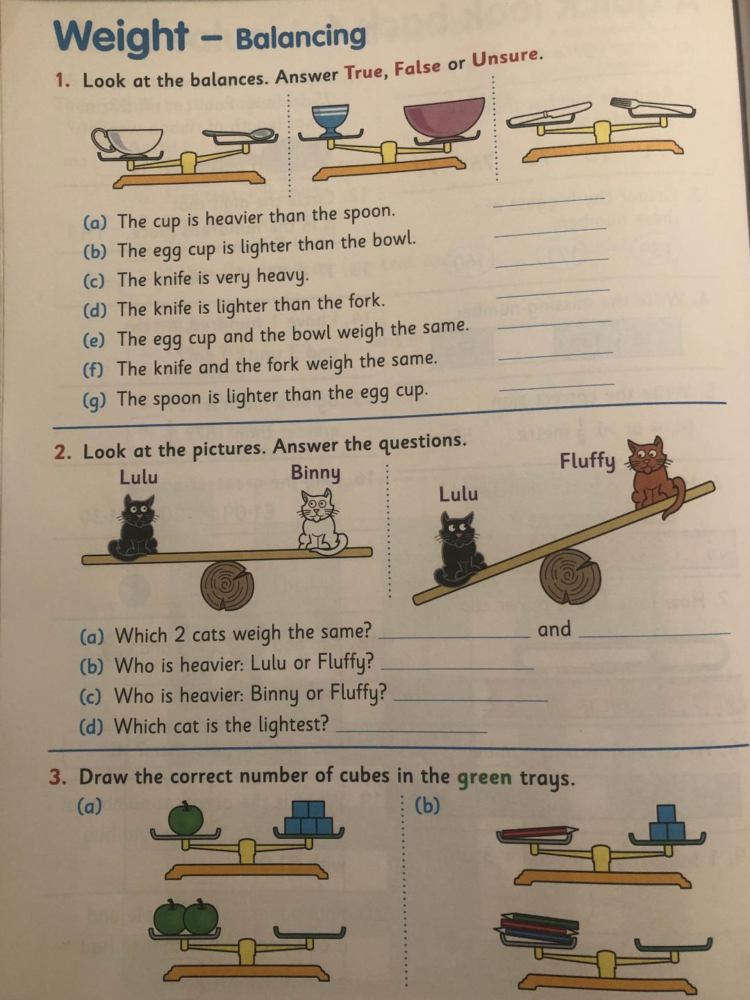 Weight – Balancing
1. Look at the balances. Answer True, False or Unsure.
(a) The cup is heavier than the spoon.
(b) The egg cup is lighter than the bowl.
(c) The knife is very heavy.
(d) The knife is lighter than the fork.
(e) The egg cup and the bowl weigh the same.
(f) The knife and the fork weigh the same.
(g) The spoon is lighter than the egg cup.
2. Look at the pictures. Answer the questions.
Lulu Binny Lulu Fluffy
(a) Which 2 cats weigh the same? and
(b) Who is heavier: Lulu or Fluffy?
(c) Who is heavier: Binny or Fluffy?
(d) Which cat is the lightest?
3. Draw the correct number of cubes in the green trays.
(a) (b)